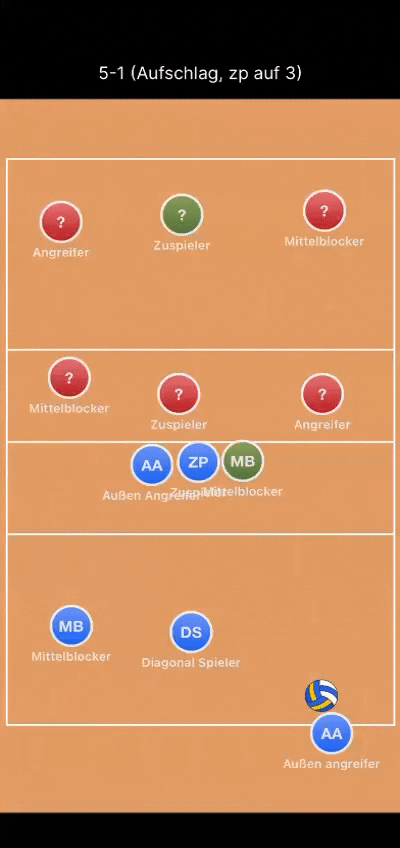 5-1 (Aufschlag, zp auf 3)
?
?
?
Angreifer
Zuspieler
Mittelblocker
?
?
?
Mittelblocker
Zuspieler
Angreifer
AA
ZP
MB
Außen Angreifer
Zuspieler
Mittelblocker
MB
DS
Mittelblocker
Diagonal Spieler
AA
Außen angreifer